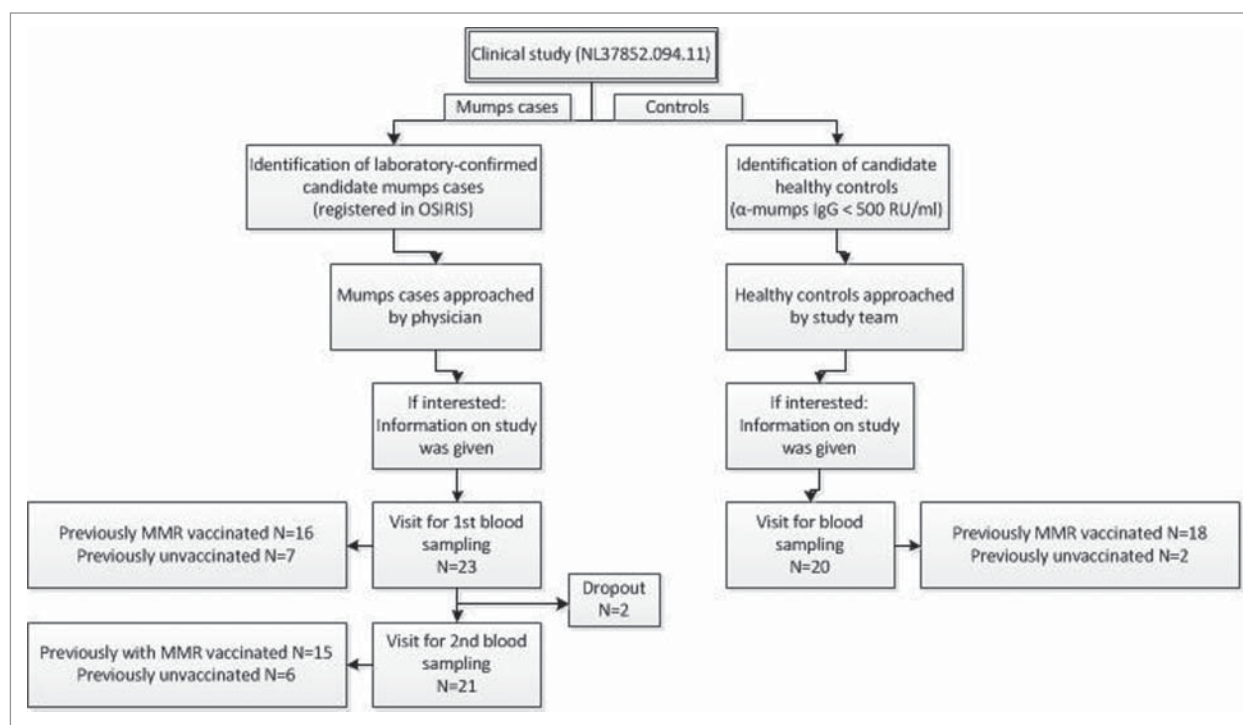 Clinical study (NL37852.094.11)
Mumps cases
Controls
Identification of laboratory-confirmed
candidate mumps cases
(registered in OSIRIS)
Identification of candidate
healthy controls
(α-mumps IgG < 500 RU/ml)
Mumps cases approached
by physician
Healthy controls approached
by study team
If interested:
Information on study
was given
If interested:
Information on study
was given
Previously MMR vaccinated N=16
Previously unvaccinated N=7
Visit for 1st blood
sampling
N=23
Visit for blood
sampling
N=20
Previously MMR vaccinated N=18
Previously unvaccinated N=2
Dropout
N=2
Previously with MMR vaccinated N=15
Previously unvaccinated N=6
Visit for 2nd blood
sampling
N=21